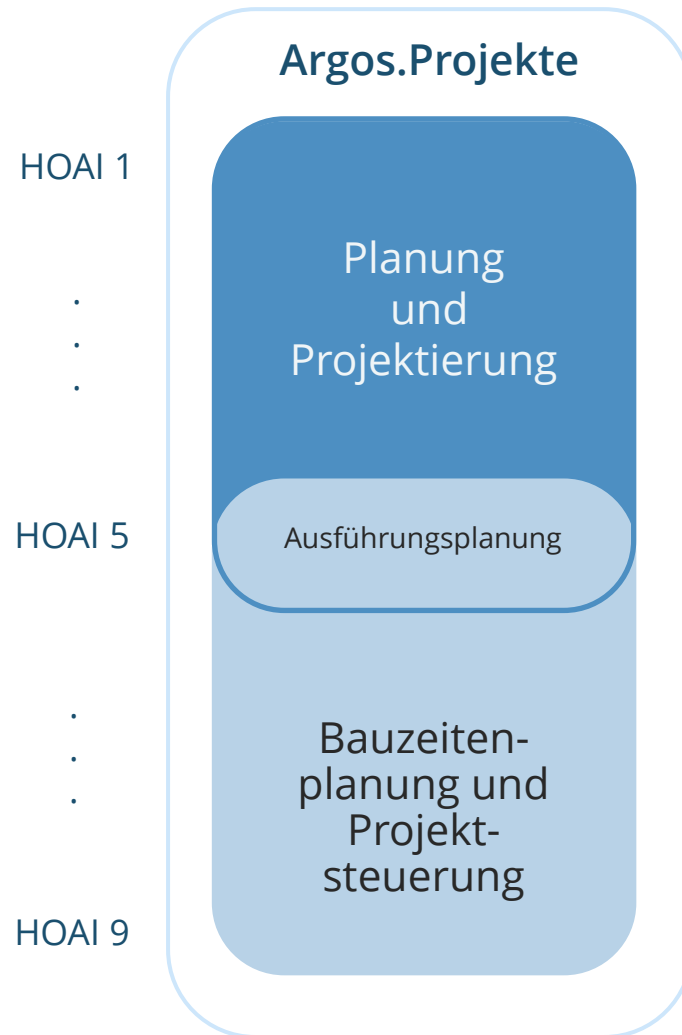 Argos.Projekte
HOAI 1
Planung
und
Projektierung
.
.
.
HOAI 5
Ausführungsplanung
.
.
.
Bauzeiten-
planung und
Projekt-
steuerung
HOAI 9